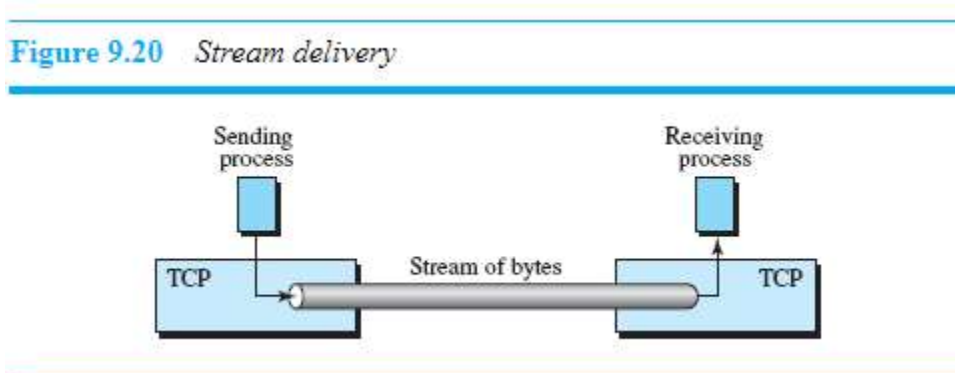 Figure 9.20 Stream delivery
Sending
process
Receiving
process
TCP
Stream of bytes
TCP